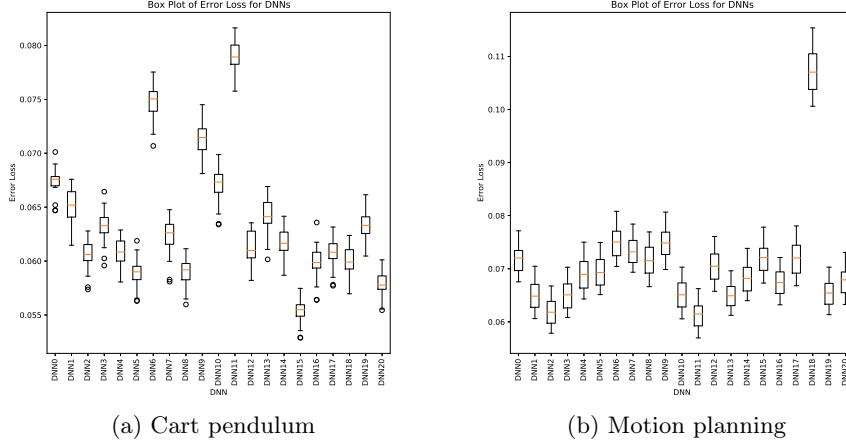 Box Plot of Error Loss for DNNs
0.080
0.075
0.070
0.065
0.060
0.055
Error Loss
DNN0
DNN1
DNN2
DNN3
DNN4
DNN5
DNN6
DNN7
DNN8
DNN9
DNN10
DNN11
DNN12
DNN13
DNN14
DNN15
DNN16
DNN17
DNN18
DNN19
DNN20
DNN
(a) Cart pendulum
Box Plot of Error Loss for DNNs
0.11
0.10
0.09
0.08
0.07
0.06
Error Loss
DNN0
DNN1
DNN2
DNN3
DNN4
DNN5
DNN6
DNN7
DNN8
DNN9
DNN10
DNN11
DNN12
DNN13
DNN14
DNN15
DNN16
DNN17
DNN18
DNN19
DNN20
DNN
(b) Motion planning